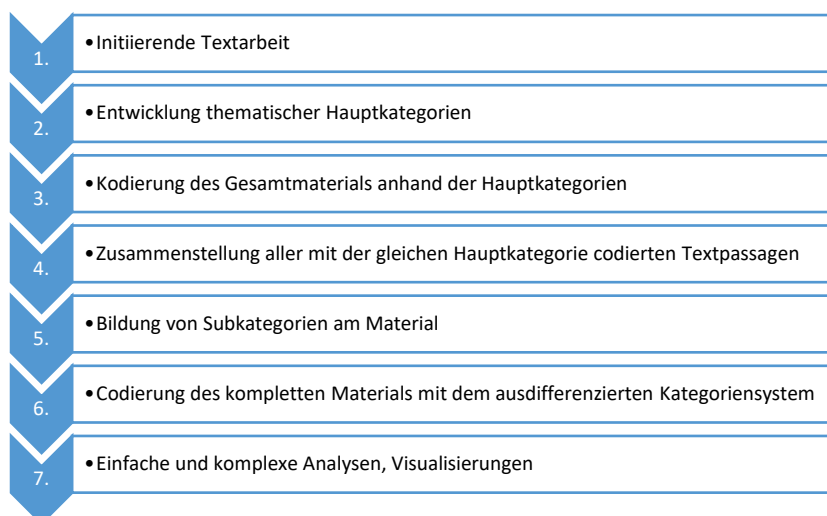 1. •Initiierende Textarbeit
2. •Entwicklung thematischer Hauptkategorien
3. •Kodierung des Gesamtmaterials anhand der Hauptkategorien
4. •Zusammenstellung aller mit der gleichen Hauptkategorie codierten Textpassagen
5. •Bildung von Subkategorien am Material
6. •Codierung des kompletten Materials mit dem ausdifferenzierten Kategoriensystem
7. •Einfache und komplexe Analysen, Visualisierungen